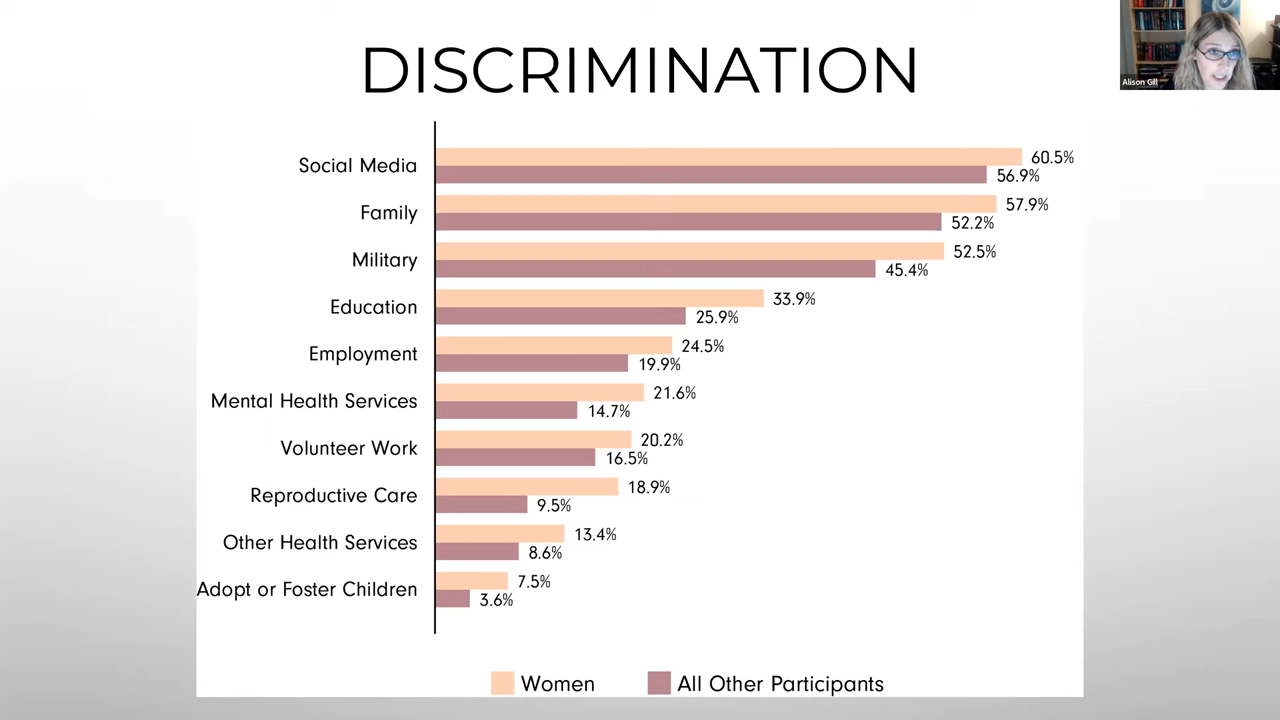 DISCRIMINATION
Alison Gill
Social Media
60.5%
56.9%
Family
57.9%
52.2%
Military
52.5%
45.4%
Education
33.9%
25.9%
Employment
24.5%
19.9%
Mental Health Services
21.6%
14.7%
Volunteer Work
20.2%
16.5%
Reproductive Care
18.9%
9.5%
Other Health Services
13.4%
8.6%
Adopt or Foster Children
7.5%
3.6%
Women
All Other Participants